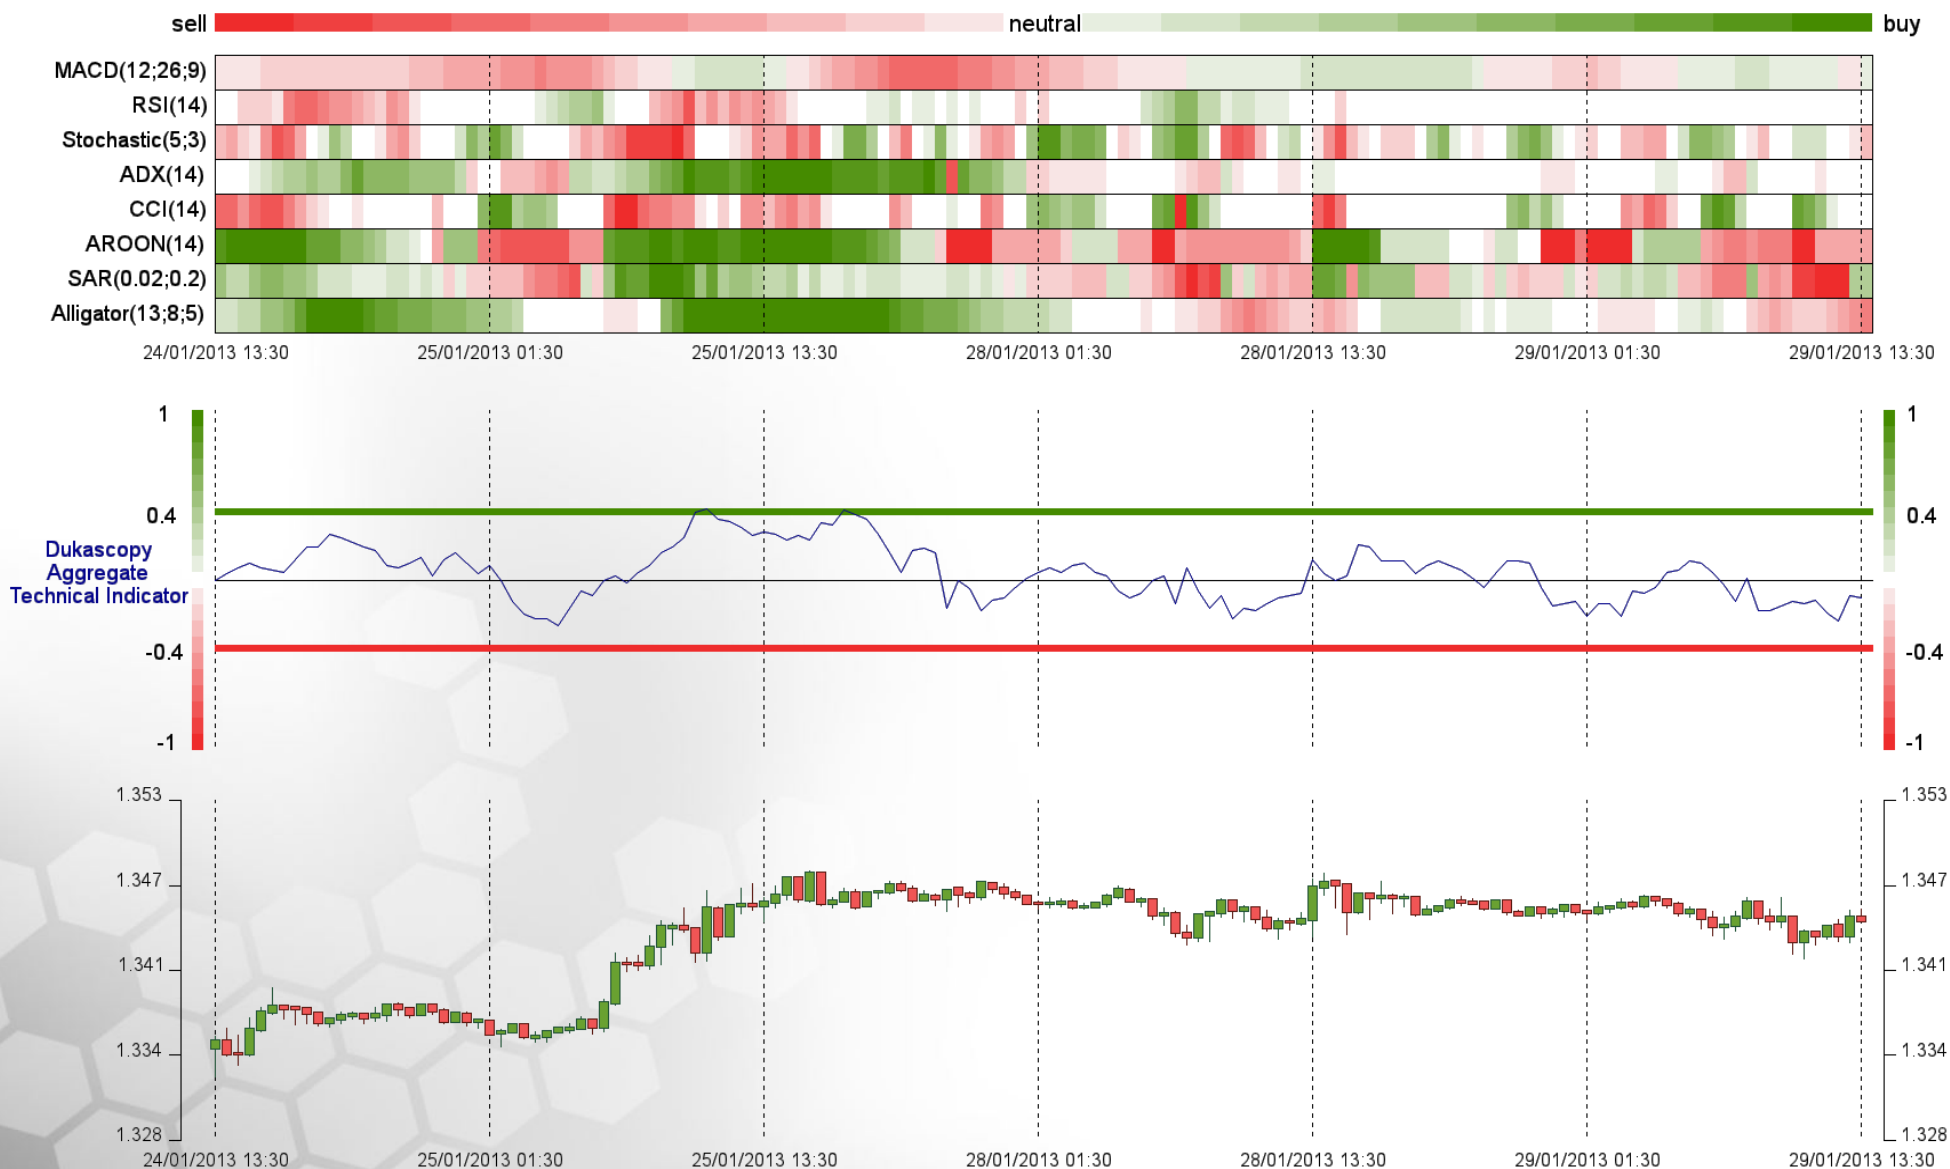 sell neutral buy
MACD(12;26;9)
RSI(14)
Stochastic(5;3)
ADX(14)
CCI(14)
AROON(14)
SAR(0.02;0.2)
Alligator(13;8;5)
24/01/2013 13:30 25/01/2013 01:30 25/01/2013 13:30 28/01/2013 01:30 28/01/2013 13:30 29/01/2013 01:30 29/01/2013 13:30
1 1
0.4 0.4
Dukascopy
Aggregate
Technical Indicator
-0.4 -0.4
-1 -1
1.353 1.353
1.347 1.347
1.341 1.341
1.334 1.334
1.328 1.328
24/01/2013 13:30 25/01/2013 01:30 25/01/2013 13:30 28/01/2013 01:30 28/01/2013 13:30 29/01/2013 01:30 29/01/2013 13:30